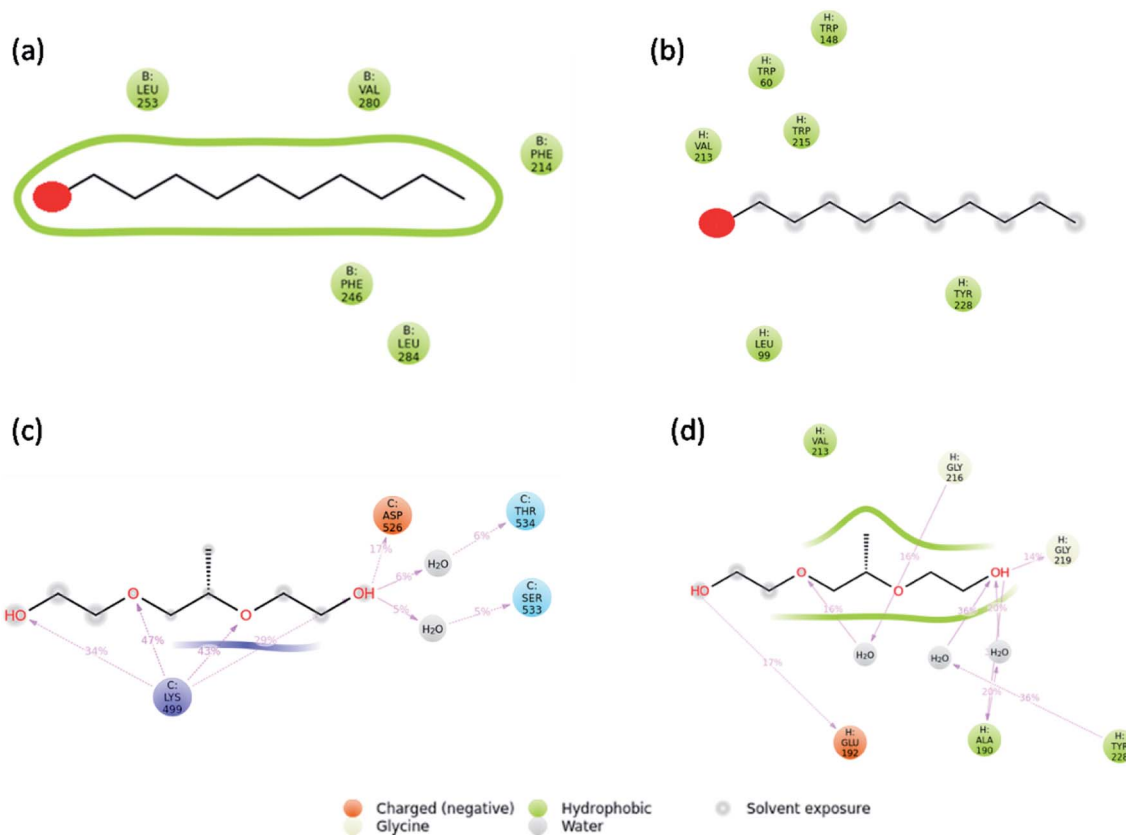 (a)
B:
LEU
253
B:
VAL
280
B:
PHE
214
B:
PHE
246
B:
LEU
284
(b)
H:
TRP
148
H:
TRP
60
H:
TRP
215
H:
VAL
213
H:
TYR
228
H:
LEU
99
(c)
C:
ASP
526
C:
THR
534
17%
6%
H₂O
6%
HO
O
O
OH
5%
H₂O
5%
C:
SER
533
34%
47%
43%
29%
C:
LYS
499
(d)
H:
VAL
213
H:
GLY
216
16%
14%
H:
GLY
219
HO
O
O
OH
16%
36%
20%
H₂O
H₂O
H₂O
17%
20%
36%
H:
GLU
192
H:
ALA
190
H:
TYR
228
Charged (negative)
Hydrophobic
Solvent exposure
Glycine
Water